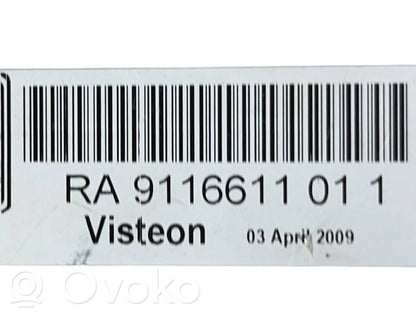 RA 9116611 01 1
Visteon 03 April 2009
OVOKO